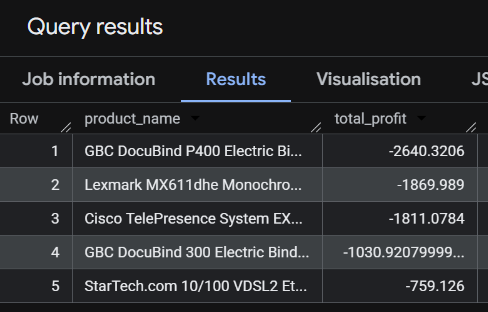 Query results
Job information Results Visualisation JS
Row product_name total_profit
1 GBC DocuBind P400 Electric Bi... -2640.3206
2 Lexmark MX611dhe Monochro... -1869.989
3 Cisco TelePresence System EX... -1811.0784
4 GBC DocuBind 300 Electric Bind... -1030.92079999...
5 StarTech.com 10/100 VDSL2 Et... -759.126